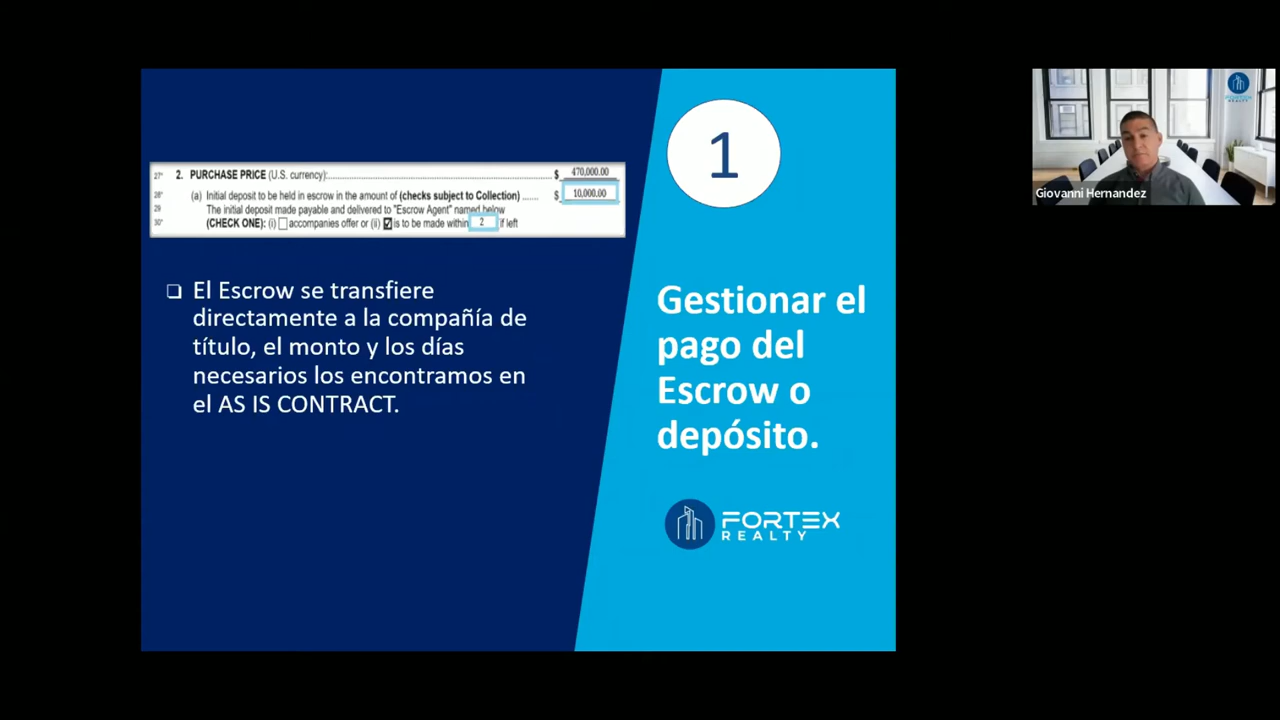 27* 2. PURCHASE PRICE (U.S. currency):.......... $ 470,000.00
28* (a) Initial deposit to be held in escrow in the amount of (checks subject to Collection) ....... $ 10,000.00
29 The initial deposit made payable and delivered to "Escrow Agent" named below
30* (CHECK ONE): (i) ☐ accompanies offer or (ii) ☑ is to be made within 2 if left
❑ El Escrow se transfiere
directamente a la compañía de
título, el monto y los días
necesarios los encontramos en
el AS IS CONTRACT.
1
Gestionar el
pago del
Escrow o
depósito.
FORTEX
REALTY
Giovanni Hernandez